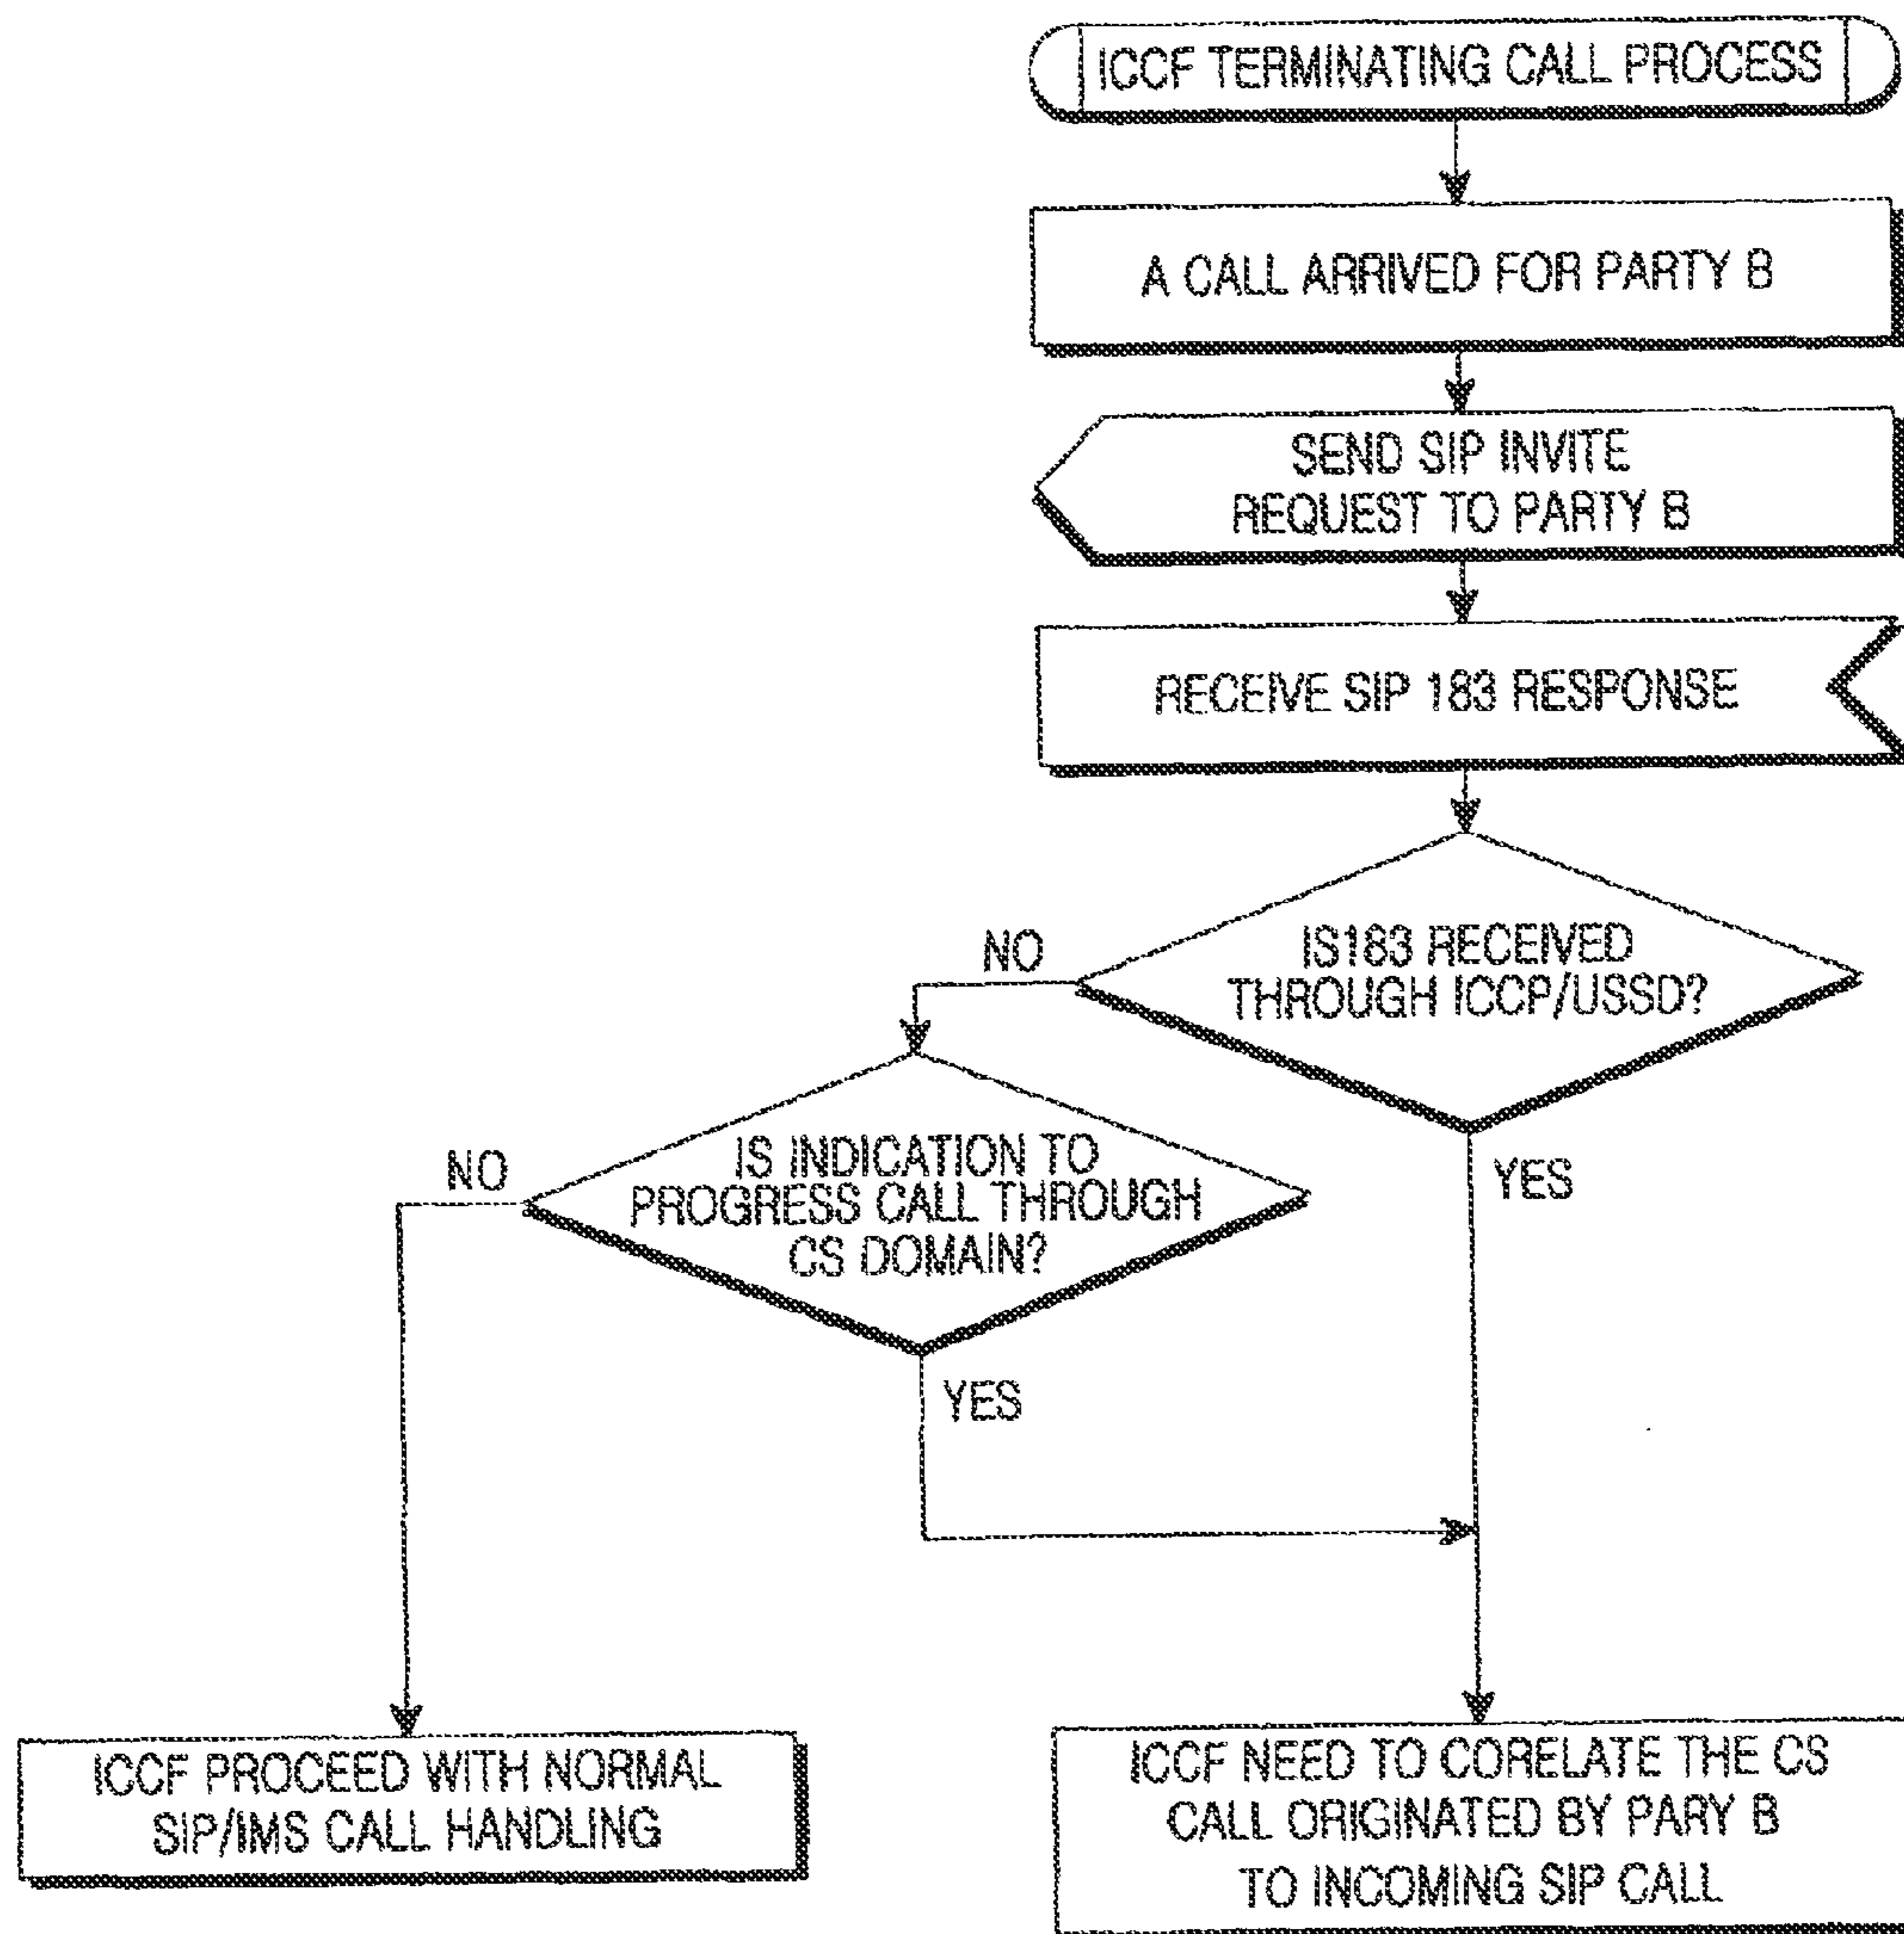 ICCF TERMINATING CALL PROCESS
A CALL ARRIVED FOR PARTY B
SEND SIP INVITE
REQUEST TO PARTY B
RECEIVE SIP 183 RESPONSE
IS183 RECEIVED
THROUGH ICCP/USSD?
NO
YES
IS INDICATION TO
PROGRESS CALL THROUGH
CS DOMAIN?
NO
YES
ICCF PROCEED WITH NORMAL
SIP/IMS CALL HANDLING
ICCF NEED TO CORELATE THE CS
CALL ORIGINATED BY PARY B
TO INCOMING SIP CALL